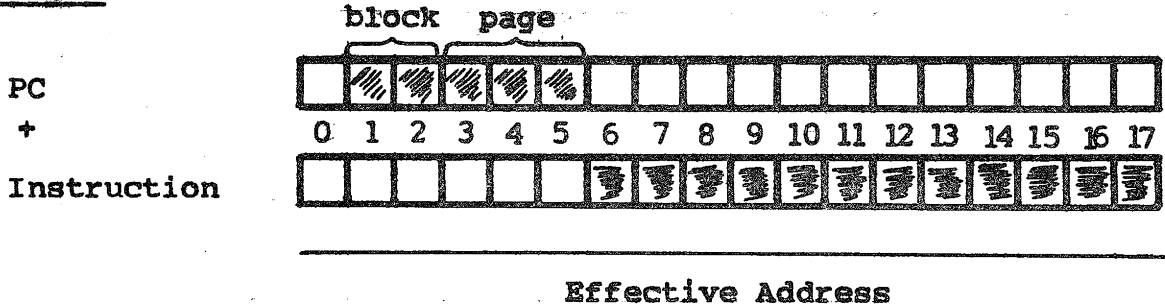 block page
PC
+
0 1 2 3 4 5 6 7 8 9 10 11 12 13 14 15 16 17
Instruction
Effective Address